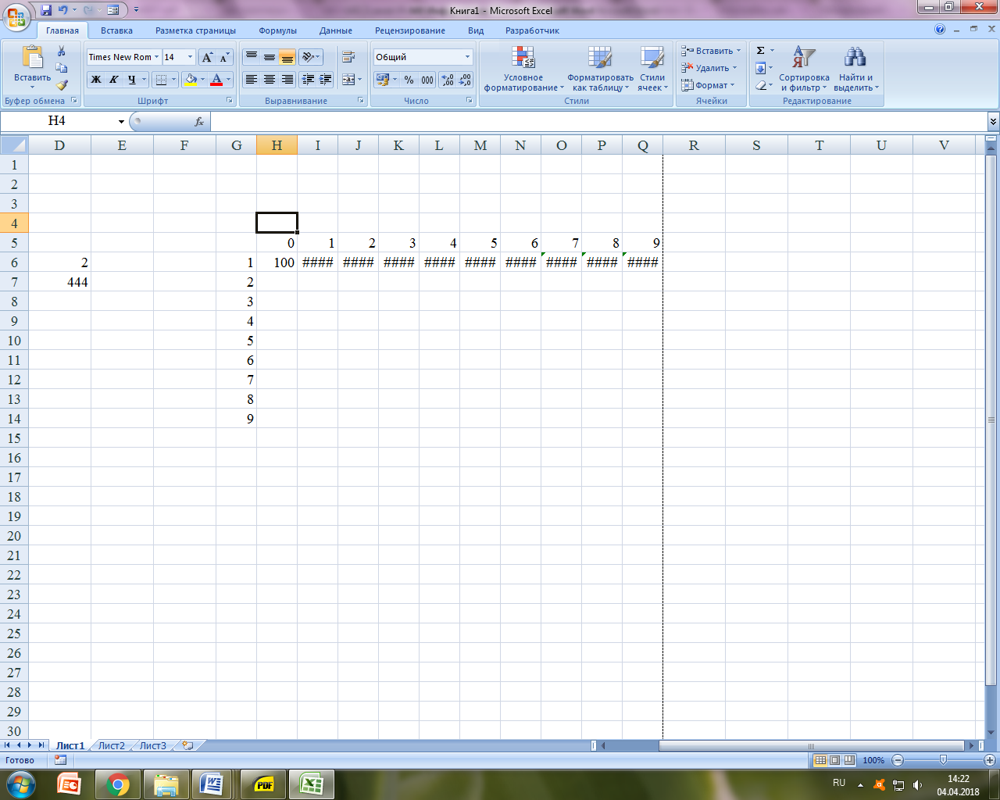 Книга1 - Microsoft Excel
Главная Вставка Разметка страницы Формулы Данные Рецензирование Вид Разработчик
Вставить
Буфер обмена
Times New Rom 14
Ж К Ч
Шрифт
Выравнивание
Общий
% 000 ,00 ,00
Число
Условное форматирование
Форматировать как таблицу
Стили ячеек
Стили
Вставить
Удалить
Формат
Ячейки
Σ
Сортировка и фильтр
Найти и выделить
Редактирование
H4 fx
D E F G H I J K L M N O P Q R S T U V
1
2
3
4
5 0 1 2 3 4 5 6 7 8 9
6 2 1 100 #### #### #### #### #### #### #### #### ####
7 444 2
8 3
9 4
10 5
11 6
12 7
13 8
14 9
15
16
17
18
19
20
21
22
23
24
25
26
27
28
29
30
Лист1 Лист2 Лист3
Готово 100%
PDF
RU 14:22
04.04.2018